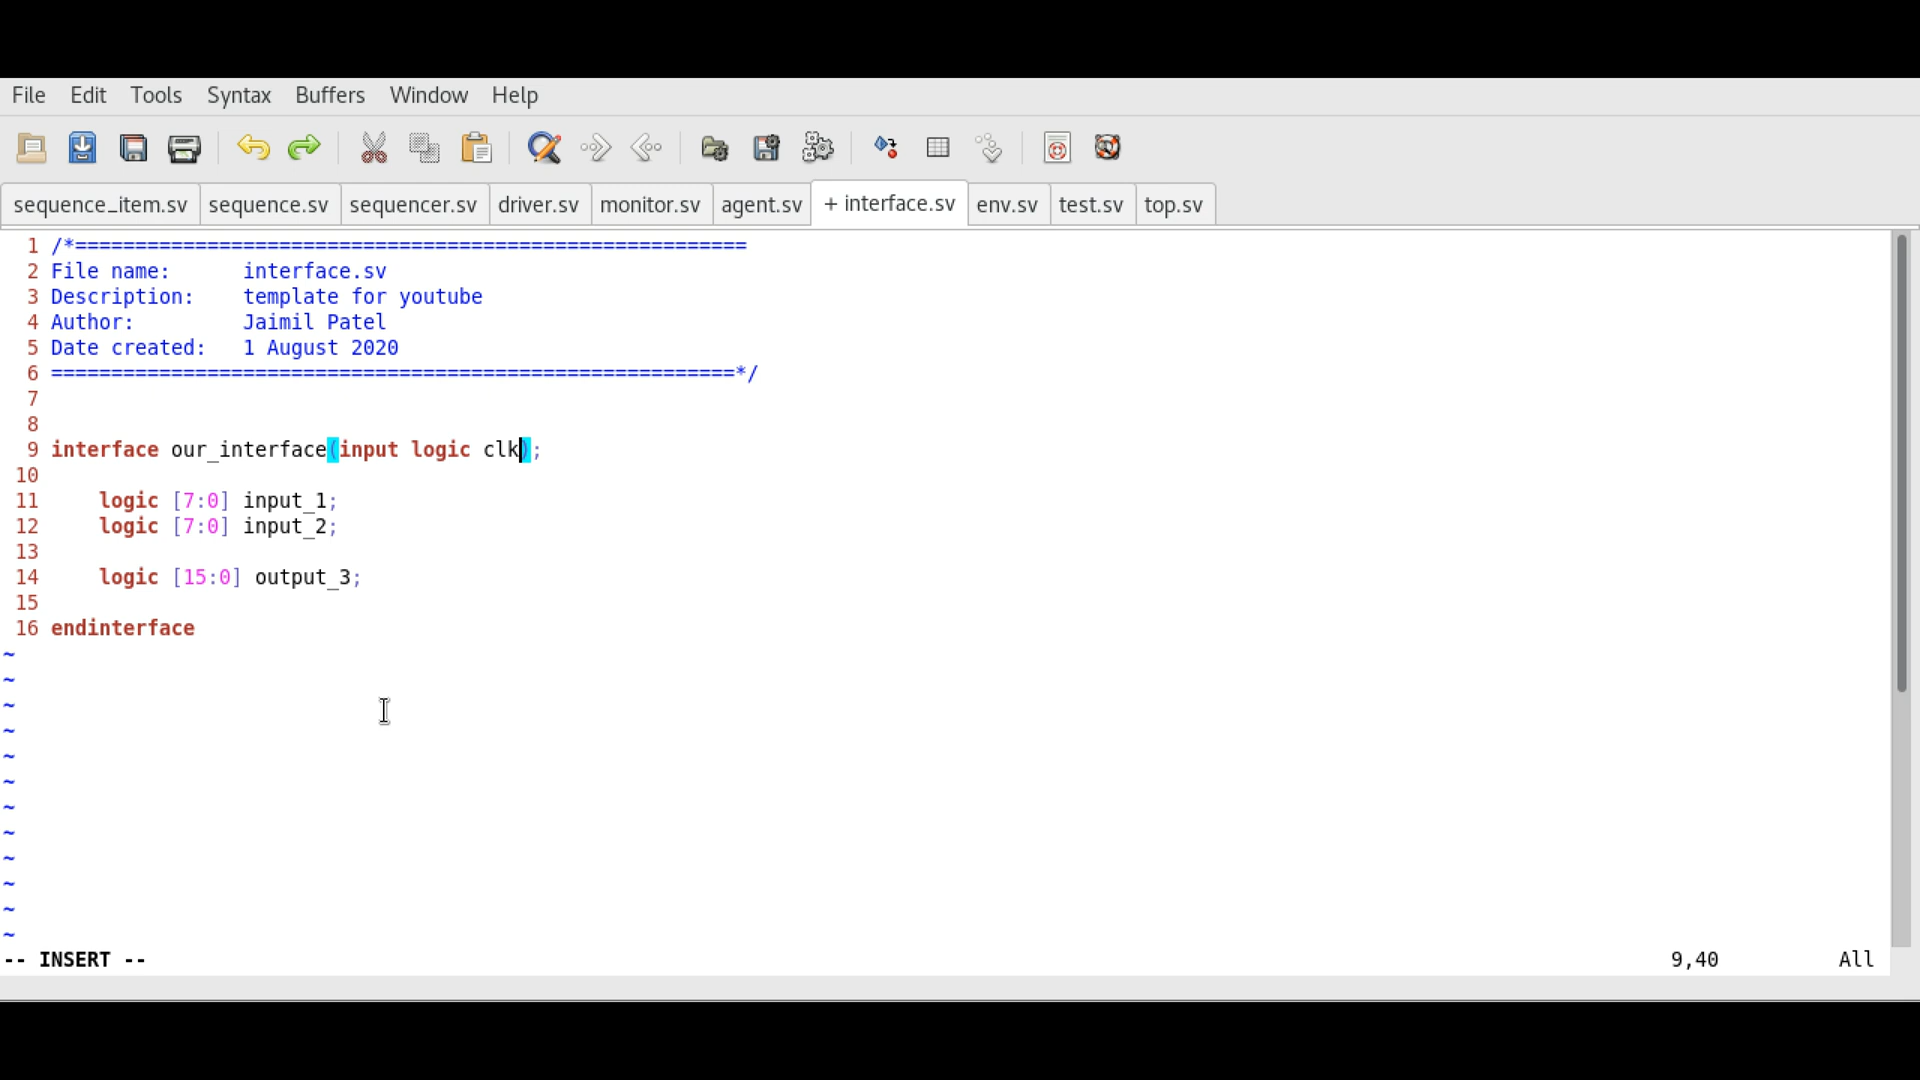 File Edit Tools Syntax Buffers Window Help
sequence_item.sv sequence.sv sequencer.sv driver.sv monitor.sv agent.sv + interface.sv env.sv test.sv top.sv
1 /*========================================================
2 File name:      interface.sv
3 Description:    template for youtube
4 Author:         Jaimil Patel
5 Date created:   1 August 2020
6 =========================================================*/
7
8
9 interface our_interface(input logic clk);
10
11     logic [7:0] input_1;
12     logic [7:0] input_2;
13
14     logic [15:0] output_3;
15
16 endinterface
~
~
~
~
~
~
~
~
~
~
~
~
-- INSERT -- 9,40 All